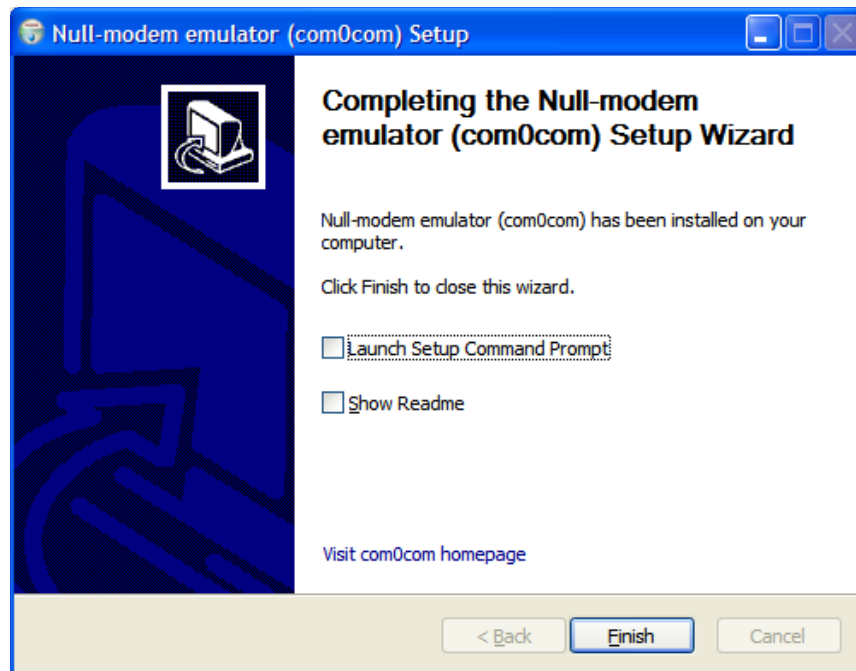 Null-modem emulator (com0com) Setup
Completing the Null-modem
emulator (com0com) Setup Wizard
Null-modem emulator (com0com) has been installed on your
computer.
Click Finish to close this wizard.
Launch Setup Command Prompt
Show Readme
Visit com0com homepage
< Back
Finish
Cancel